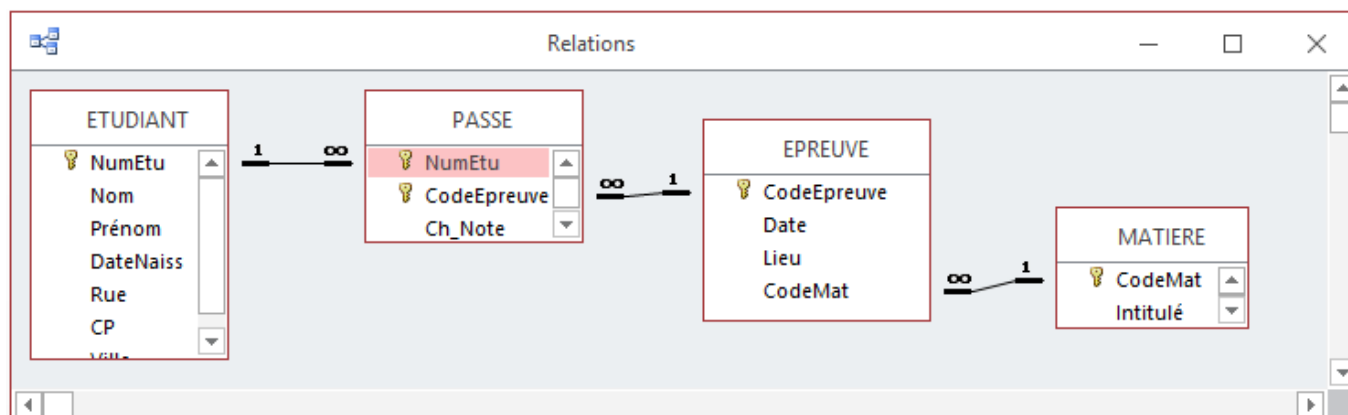 Relations
ETUDIANT
NumEtu
Nom
Prénom
DateNaiss
Rue
CP
1 ∞
PASSE
NumEtu
CodeEpreuve
Ch_Note
∞ 1
EPREUVE
CodeEpreuve
Date
Lieu
CodeMat
∞ 1
MATIERE
CodeMat
Intitulé